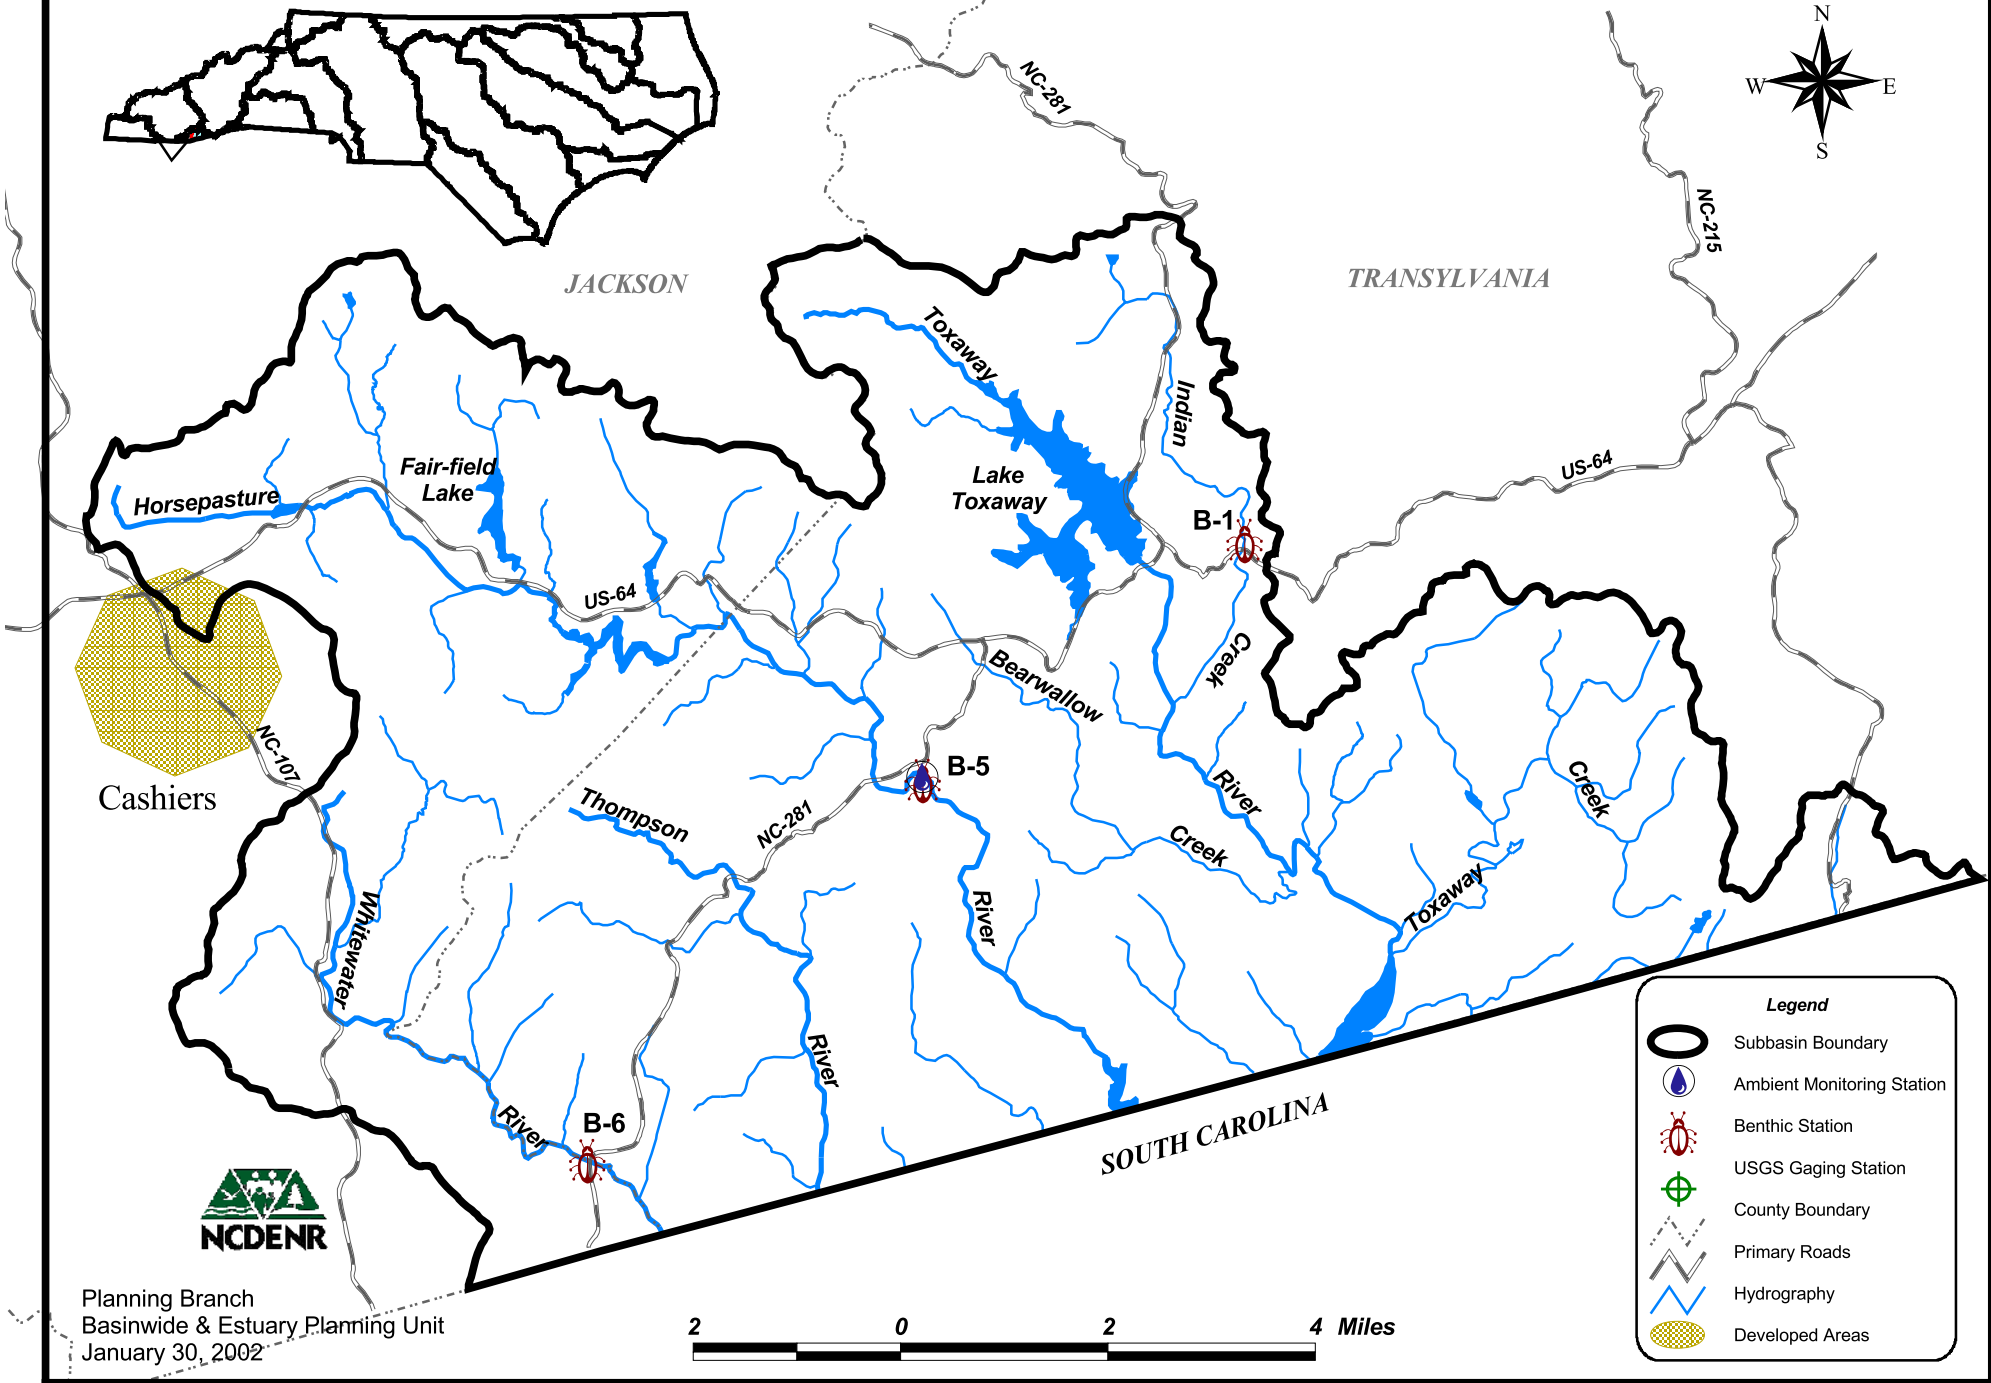 N
W
E
S
NC-281
NC-215
JACKSON
TRANSYLVANIA
Toxaway
Indian
Fair-field
Lake
Horsepasture
Lake
Toxaway
US-64
B-1
US-64
Creek
Bearwallow
NC-107
Cashiers
B-5
River
Creek
Thompson
NC-281
Creek
Toxaway
Whitewater
River
River
River
B-6
SOUTH CAROLINA
NCDENR
Planning Branch
Basinwide & Estuary Planning Unit
January 30, 2002
2 0 2 4 Miles
Legend
Subbasin Boundary
Ambient Monitoring Station
Benthic Station
USGS Gaging Station
County Boundary
Primary Roads
Hydrography
Developed Areas